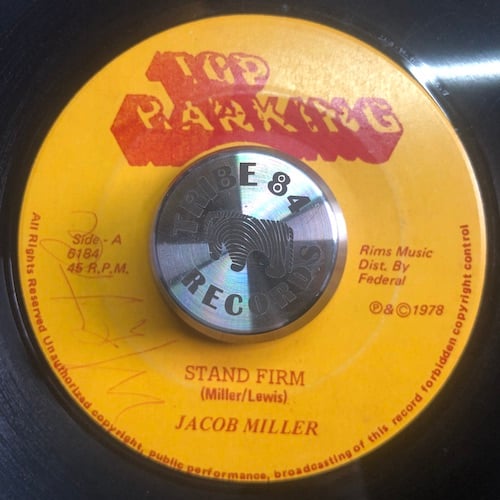 TOP
RANKING
TRIBE 84
RECORDS
Side - A
6184
45 R.P.M.
Rims Music
Dist. By
Federal
℗&©1978
STAND FIRM
(Miller/Lewis)
JACOB MILLER
All Rights Reserved Unauthorized copyright, public performance, broadcasting of this record forbidden copyright control